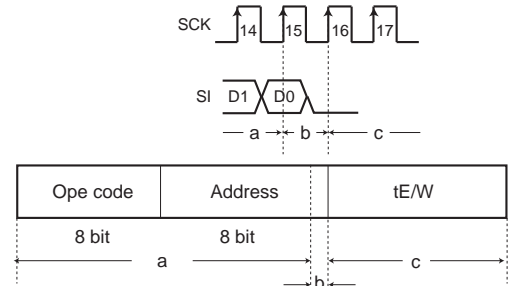 SCK 14 15 16 17
SI D1 D0
a b c
Ope code Address tE/W
8 bit 8 bit
a c
b